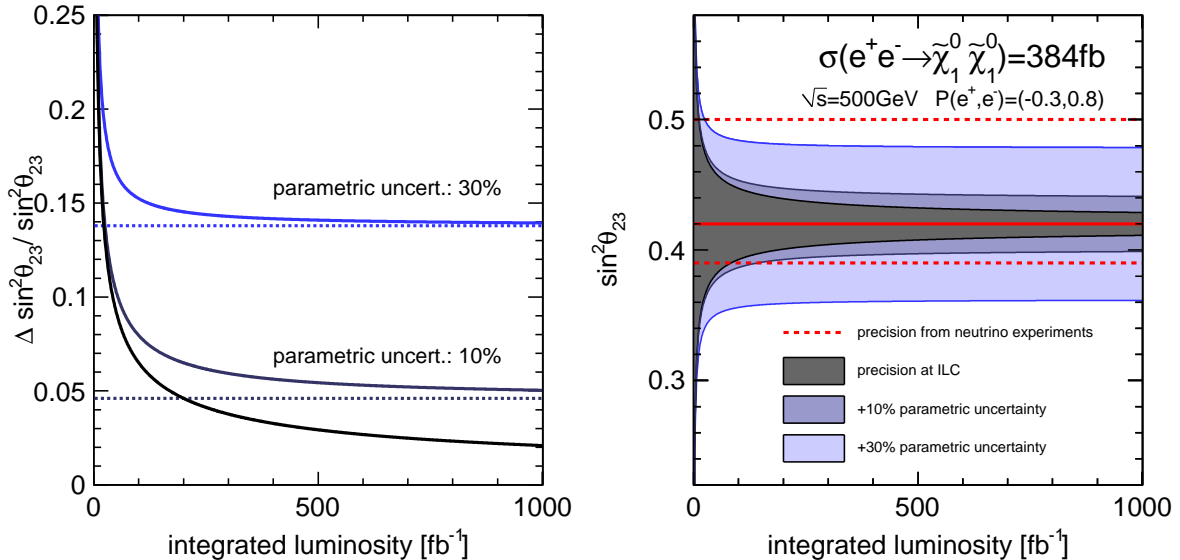 Δ sin²θ₂₃/ sin²θ₂₃
0.25
0.2
0.15
0.1
0.05
0
parametric uncert.: 30%
parametric uncert.: 10%
0
500
1000
integrated luminosity [fb⁻¹]
sin²θ₂₃
0.5
0.4
0.3
σ(e⁺e⁻→χ̃₁⁰ χ̃₁⁰)=384fb
√s=500GeV P(e⁺,e⁻)=(-0.3,0.8)
precision from neutrino experiments
precision at ILC
+10% parametric uncertainty
+30% parametric uncertainty
0
500
1000
integrated luminosity [fb⁻¹]